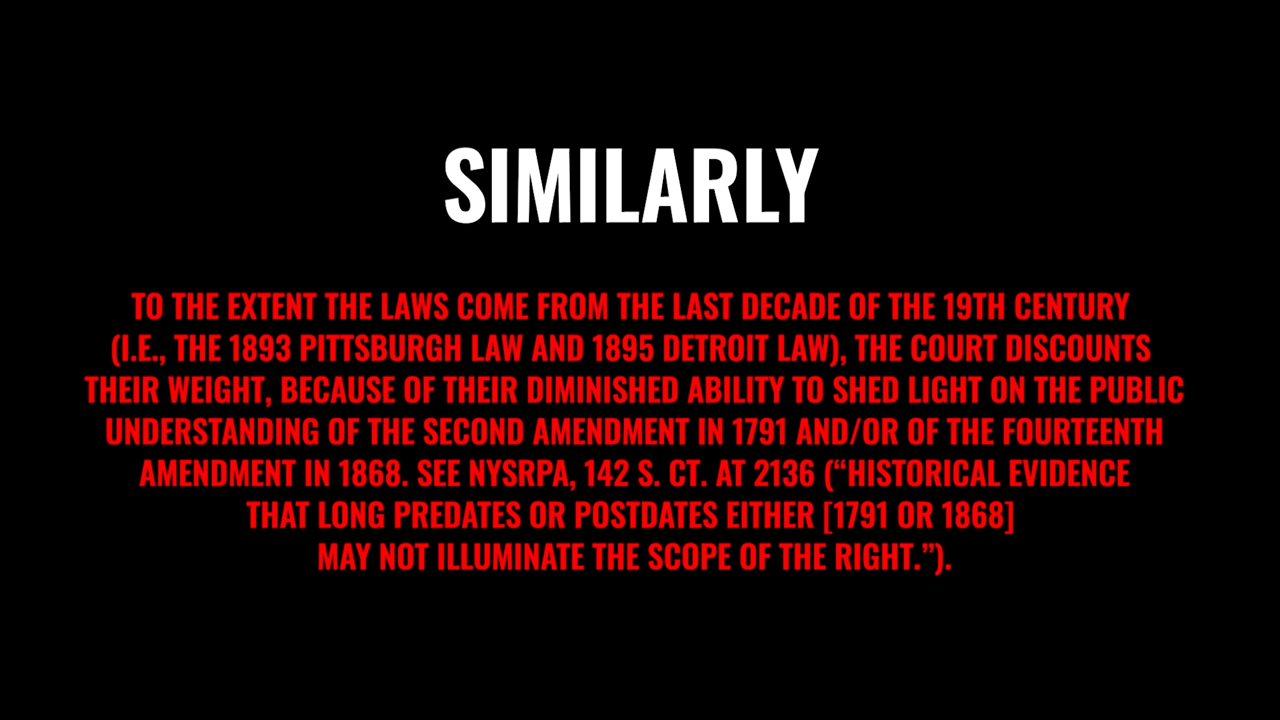 SIMILARLY
TO THE EXTENT THE LAWS COME FROM THE LAST DECADE OF THE 19TH CENTURY
(I.E., THE 1893 PITTSBURGH LAW AND 1895 DETROIT LAW), THE COURT DISCOUNTS
THEIR WEIGHT, BECAUSE OF THEIR DIMINISHED ABILITY TO SHED LIGHT ON THE PUBLIC
UNDERSTANDING OF THE SECOND AMENDMENT IN 1791 AND/OR OF THE FOURTEENTH
AMENDMENT IN 1868. SEE NYSRPA, 142 S. CT. AT 2136 (“HISTORICAL EVIDENCE
THAT LONG PREDATES OR POSTDATES EITHER [1791 OR 1868]
MAY NOT ILLUMINATE THE SCOPE OF THE RIGHT.”).